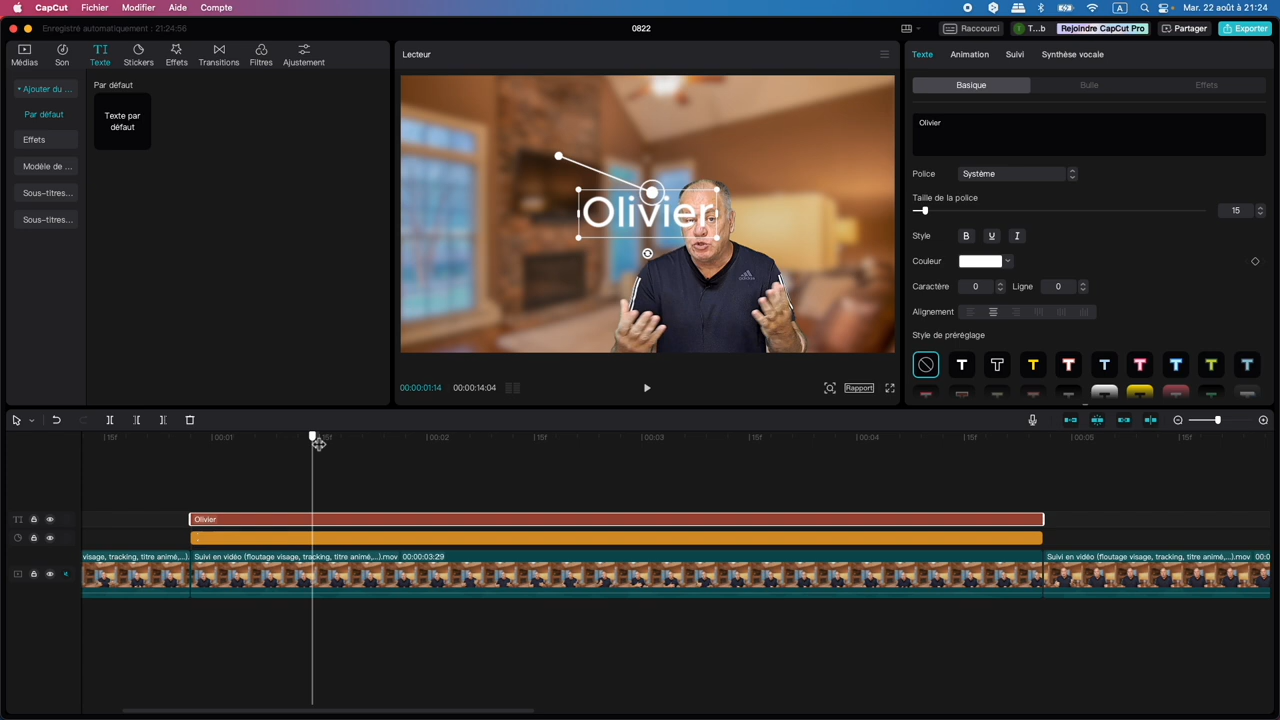 CapCut Fichier Modifier Aide Compte A Mar. 22 août à 21:24
Enregistré automatiquement : 21:24:56 0822 Raccourci T T...b Rejoindre CapCut Pro Partager Exporter
Médias Son Texte Stickers Effets Transitions Filtres Ajustement
Lecteur
Texte Animation Suivi Synthèse vocale
Ajouter du ...
Par défaut
Effets
Modèle de ...
Sous-titres...
Sous-titres...
Par défaut
Texte par
défaut
Olivier
00:00:01:14 00:00:14:04 Rapport
Basique Bulle Effets
Olivier
Police Système
Taille de la police
15
Style B U I
Couleur
Caractère 0 Ligne 0
Alignement
Style de préréglage
T T T T T T T T T
15f 00:01 15f 00:02 15f 00:03 15f 00:04 15f 00:05 15f
TI Olivier
visage, tracking, titre animé,...). Suivi en vidéo (floutage visage, tracking, titre animé,...).mov 00:00:03:29 Suivi en vidéo (floutage visage, tracking, titre animé,...).mov 00:0